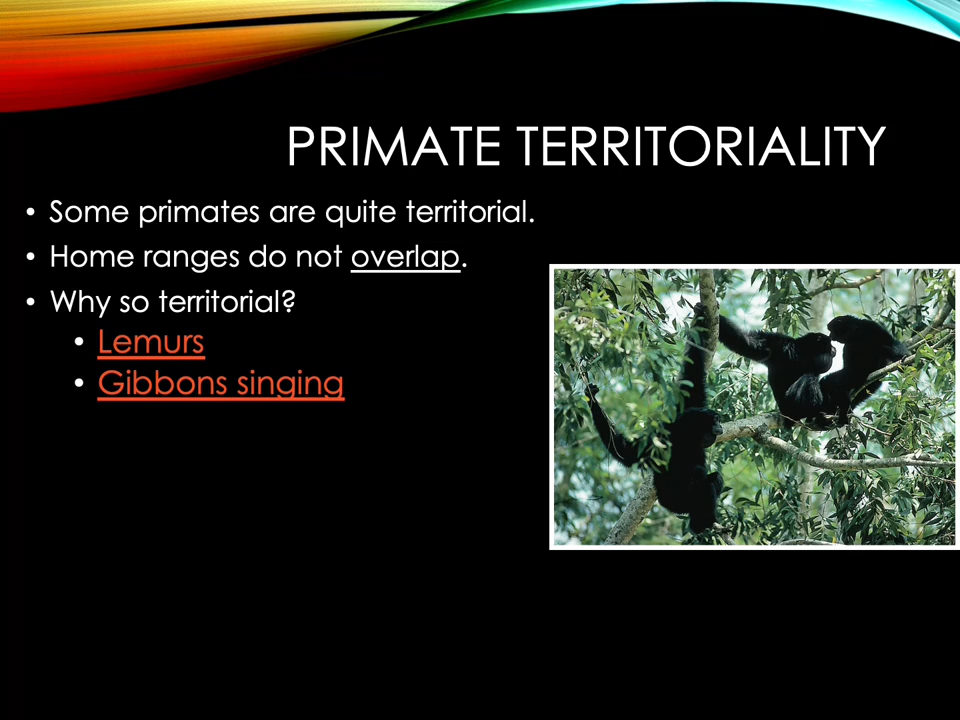 PRIMATE TERRITORIALITY
• Some primates are quite territorial.
• Home ranges do not overlap.
• Why so territorial?
• Lemurs
• Gibbons singing